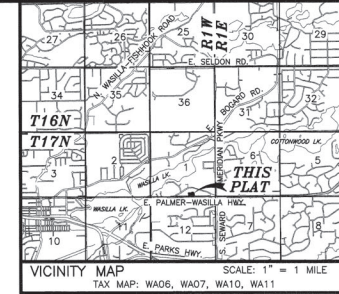 27
26
25
R1W
R1E
30
29
N. WASILLA-FISHHOOK ROAD
E. SELDON RD.
34
35
36
31
32
E. BOGARD RD.
T16N
T17N
COTTONWOOD LK.
3
2
MERIDIAN PKWY
6
5
WASILLA LK.
THIS
PLAT
WASILLA LK.
E. PALMER-WASILLA HWY.
10
11
12
S. SEWARD
7
8
E. PARKS HWY.
VICINITY MAP
SCALE: 1" = 1 MILE
TAX MAP: WA06, WA07, WA10, WA11